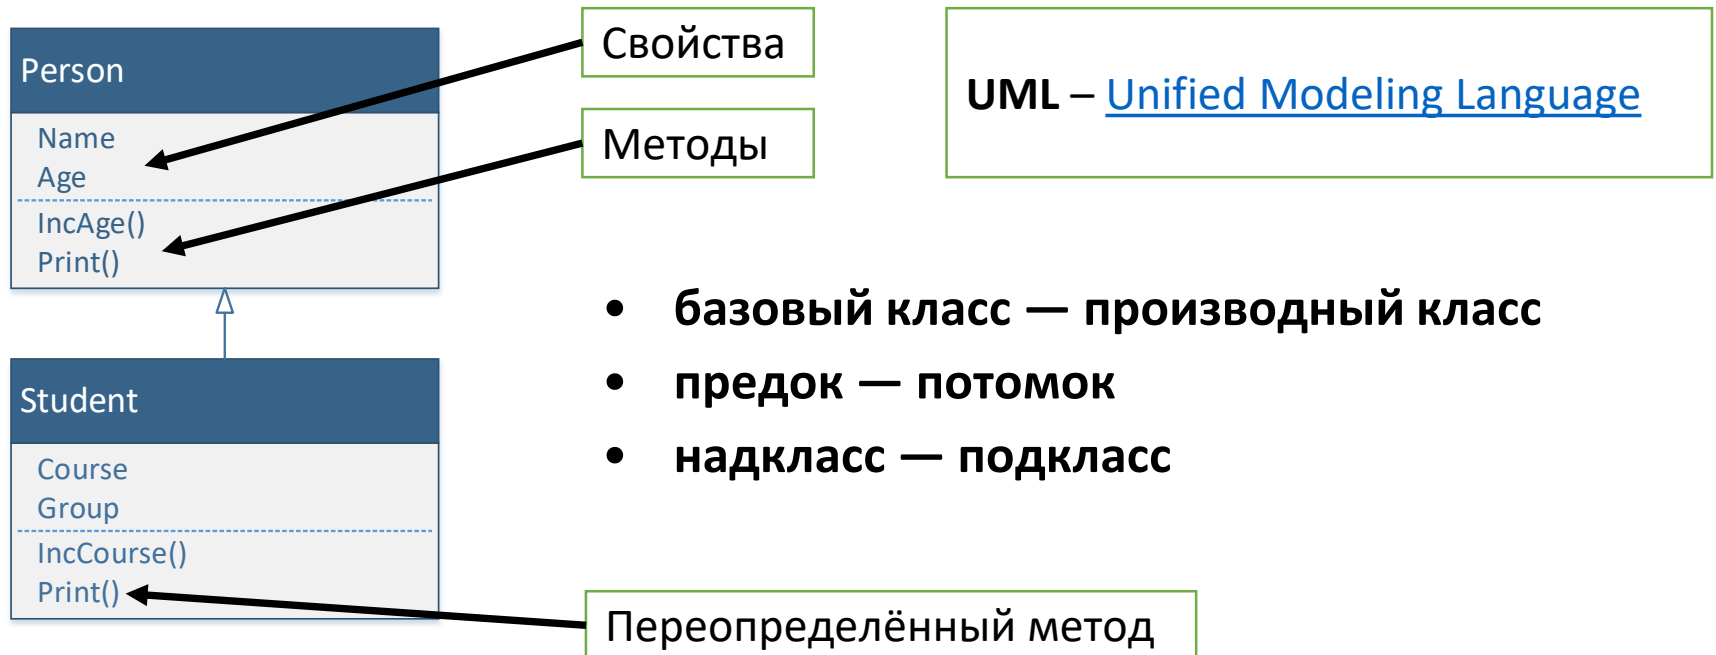 Person
Name
Age
IncAge()
Print()
Student
Course
Group
IncCourse()
Print()
Свойства
Методы
UML – Unified Modeling Language
• базовый класс — производный класс
• предок — потомок
• надкласс — подкласс
Переопределённый метод